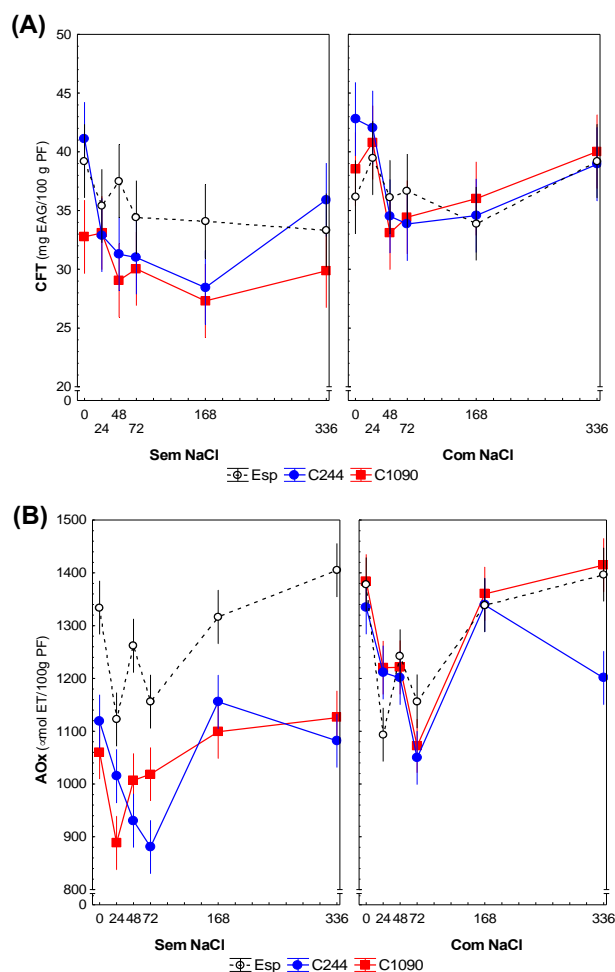 (A)
CFT (mg EAG/100 g PF)
50
45
40
35
30
25
20
0
0 48 168 336
24 72
0 48 168 336
24 72
Sem NaCl Com NaCl
Esp C244 C1090
(B)
AOx (αmol ET/100g PF)
1500
1400
1300
1200
1100
1000
900
800
0
0 24 48 72 168 336
0 24 48 72 168 336
Sem NaCl Com NaCl
Esp C244 C1090